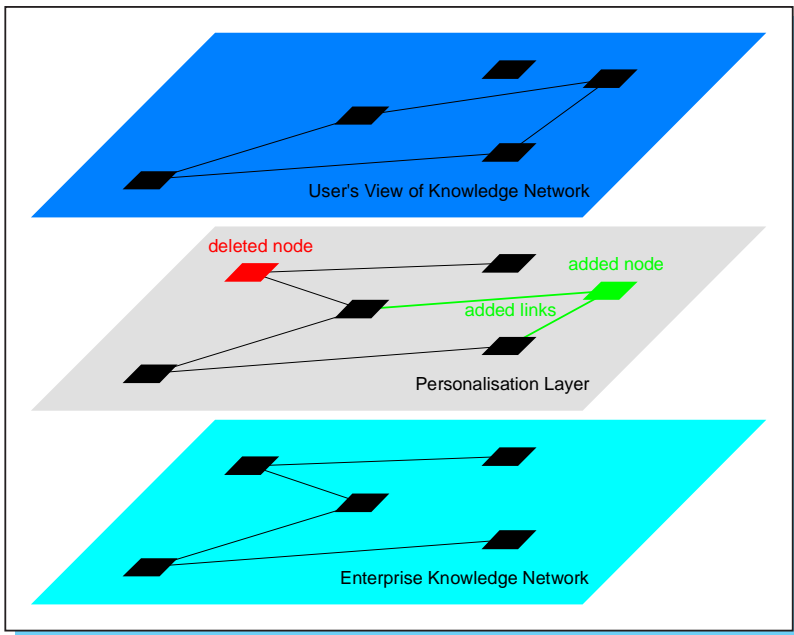 User's View of Knowledge Network
deleted node
added node
added links
Personalisation Layer
Enterprise Knowledge Network